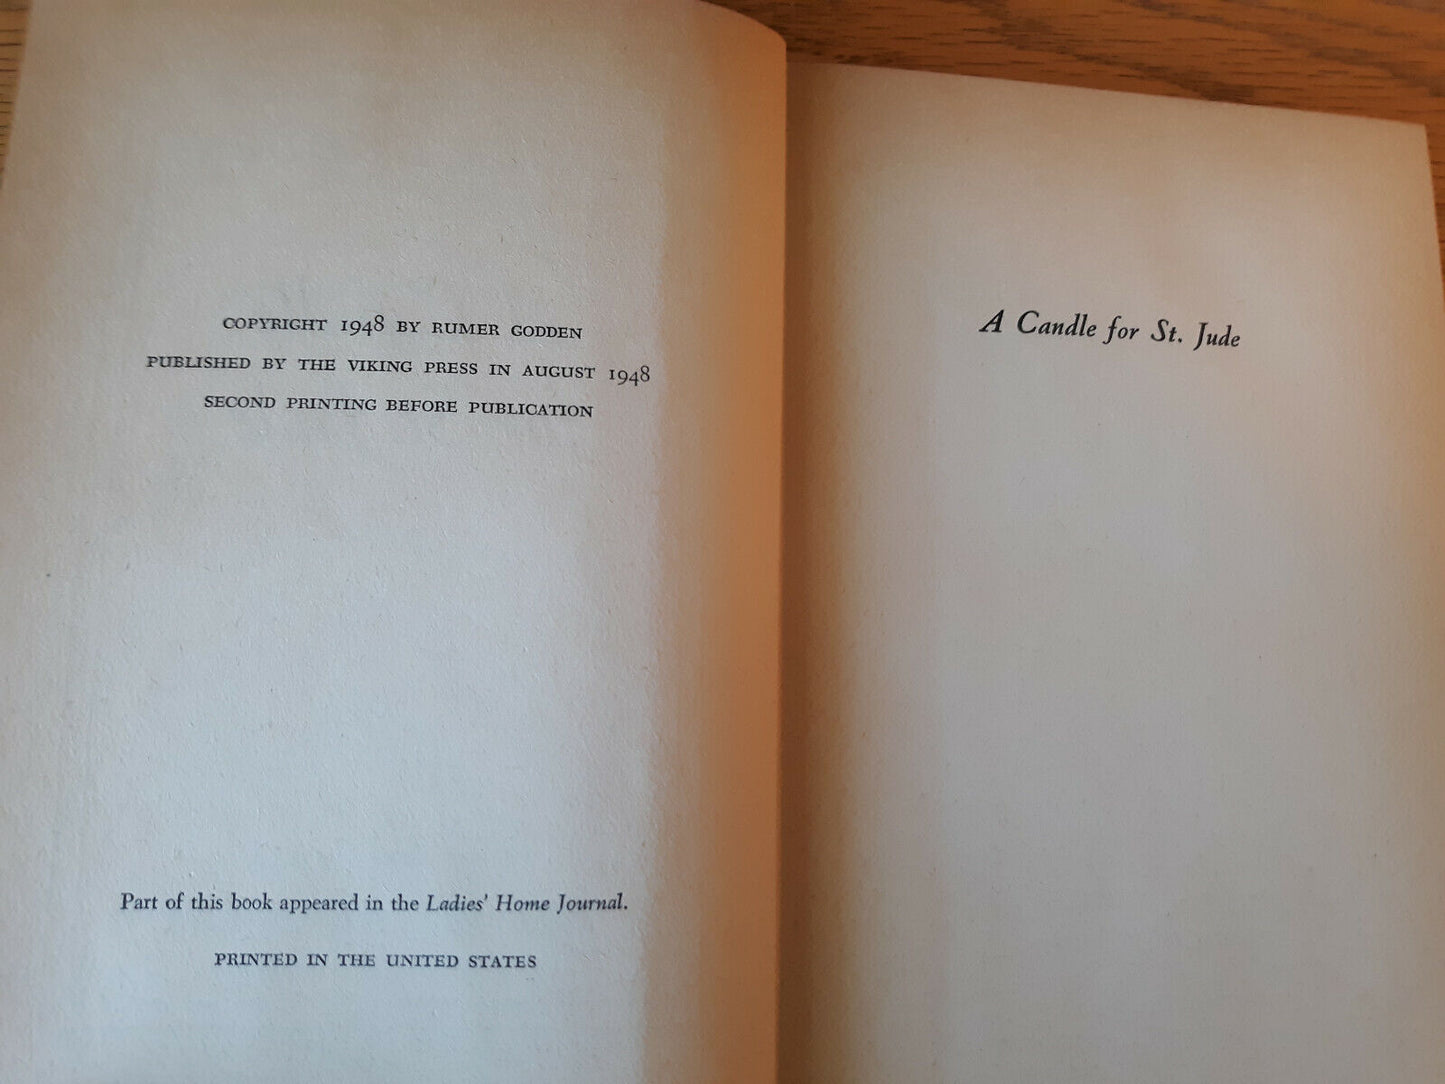 COPYRIGHT 1948 BY RUMER GODDEN
PUBLISHED BY THE VIKING PRESS IN AUGUST 1948
SECOND PRINTING BEFORE PUBLICATION
Part of this book appeared in the Ladies' Home Journal.
PRINTED IN THE UNITED STATES
A Candle for St. Jude